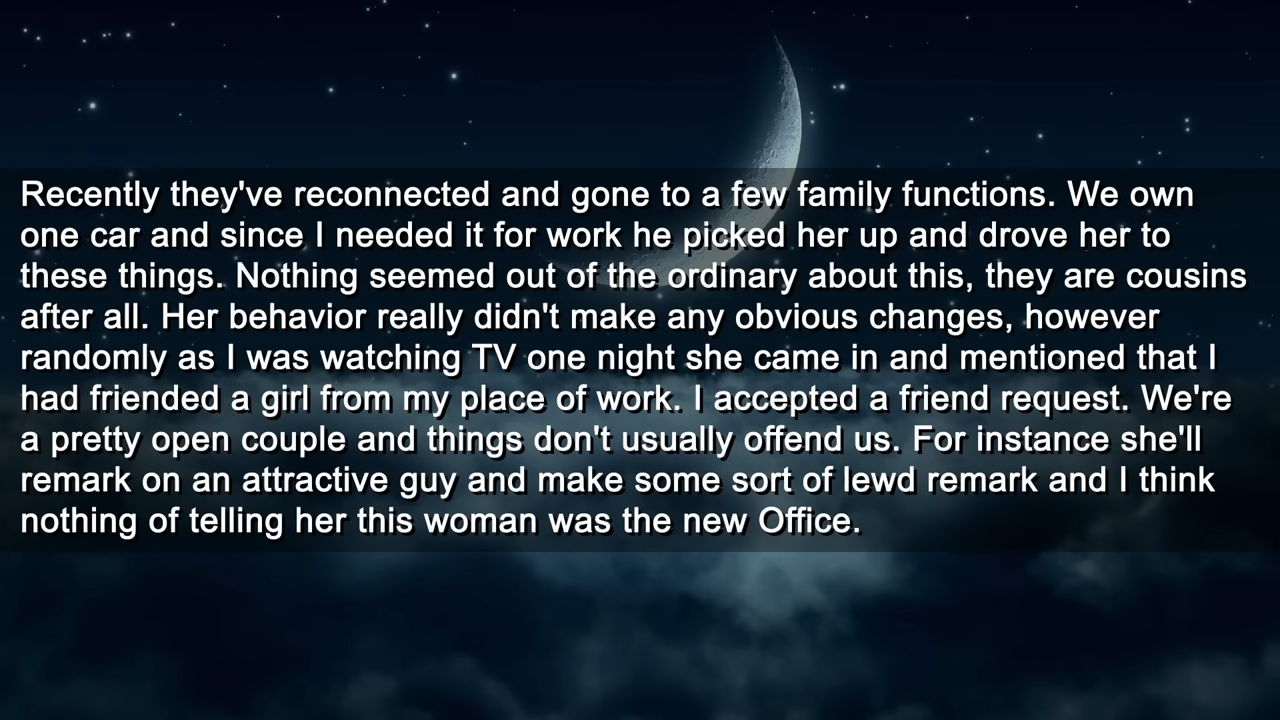 Recently they've reconnected and gone to a few family functions. We own
one car and since I needed it for work he picked her up and drove her to
these things. Nothing seemed out of the ordinary about this, they are cousins
after all. Her behavior really didn't make any obvious changes, however
randomly as I was watching TV one night she came in and mentioned that I
had friended a girl from my place of work. I accepted a friend request. We're
a pretty open couple and things don't usually offend us. For instance she'll
remark on an attractive guy and make some sort of lewd remark and I think
nothing of telling her this woman was the new Office.